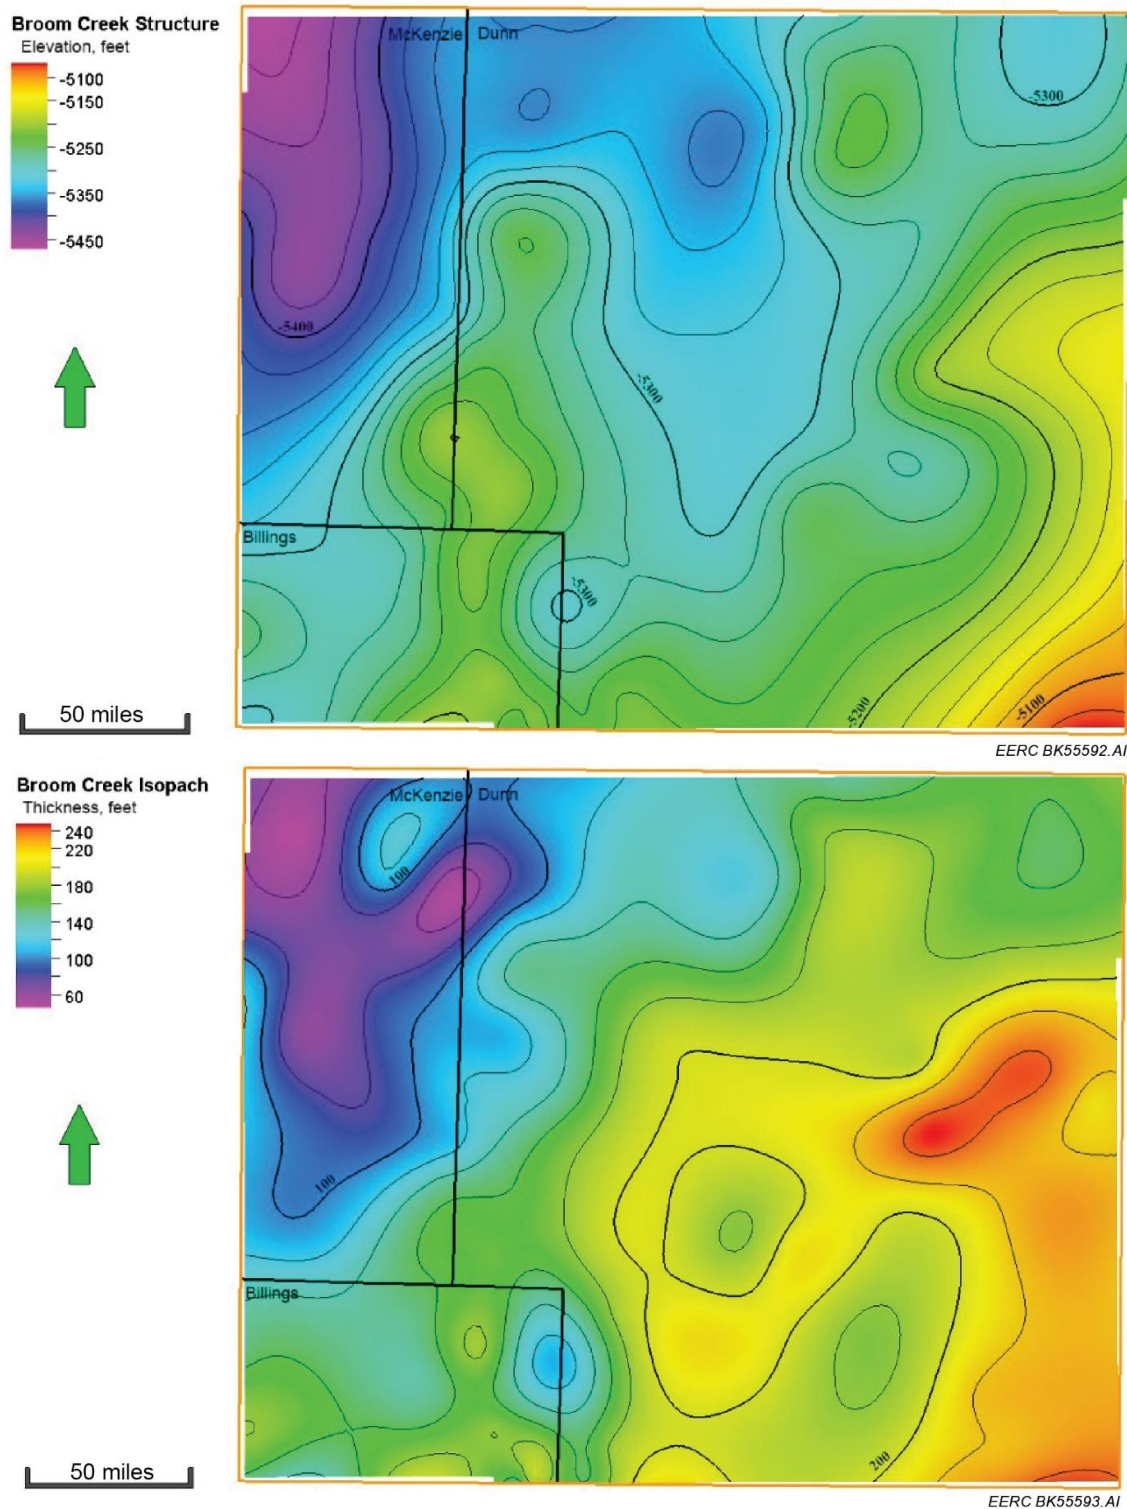 Broom Creek Structure
Elevation, feet
-5100
-5150
-5250
-5350
-5450
McKenzie Dunn
-5300
-5400
-5300
Billings
-5300
-5200
-5100
50 miles
EERC BK55592.AI
Broom Creek Isopach
Thickness, feet
240
220
180
140
100
60
McKenzie Dunn
100
100
Billings
200
50 miles
EERC BK55593.AI